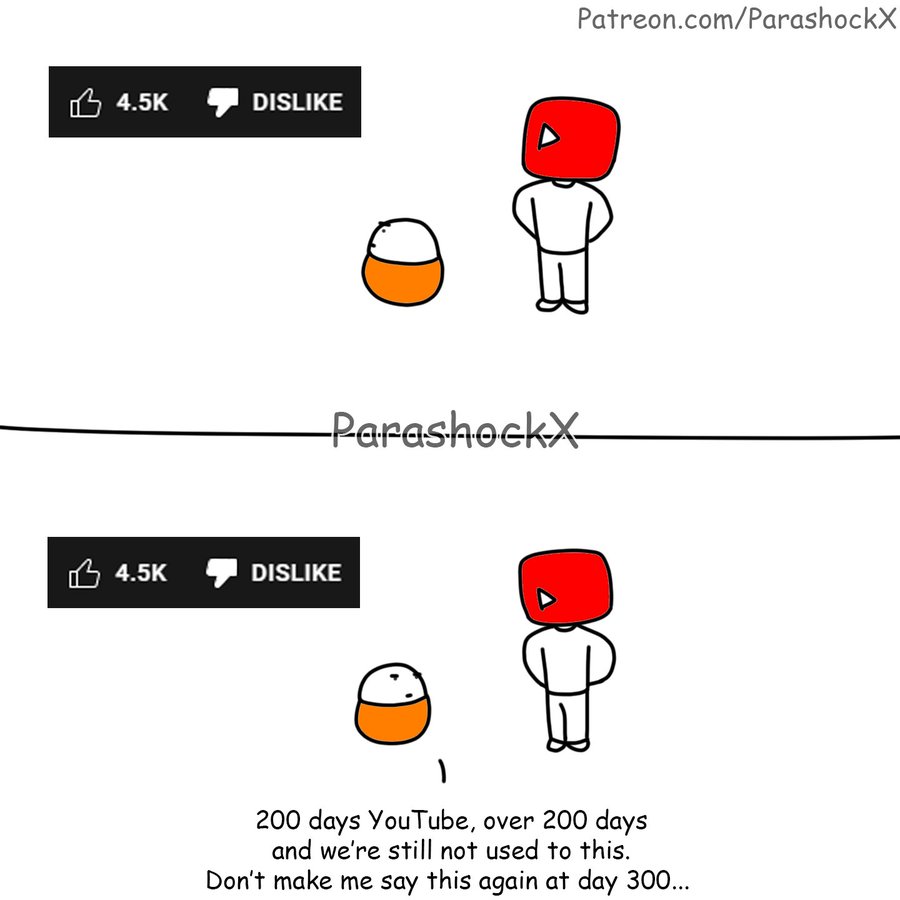 Patreon.com/ParashockX
4.5K DISLIKE
ParashockX
4.5K DISLIKE
200 days YouTube, over 200 days
and we're still not used to this.
Don't make me say this again at day 300...